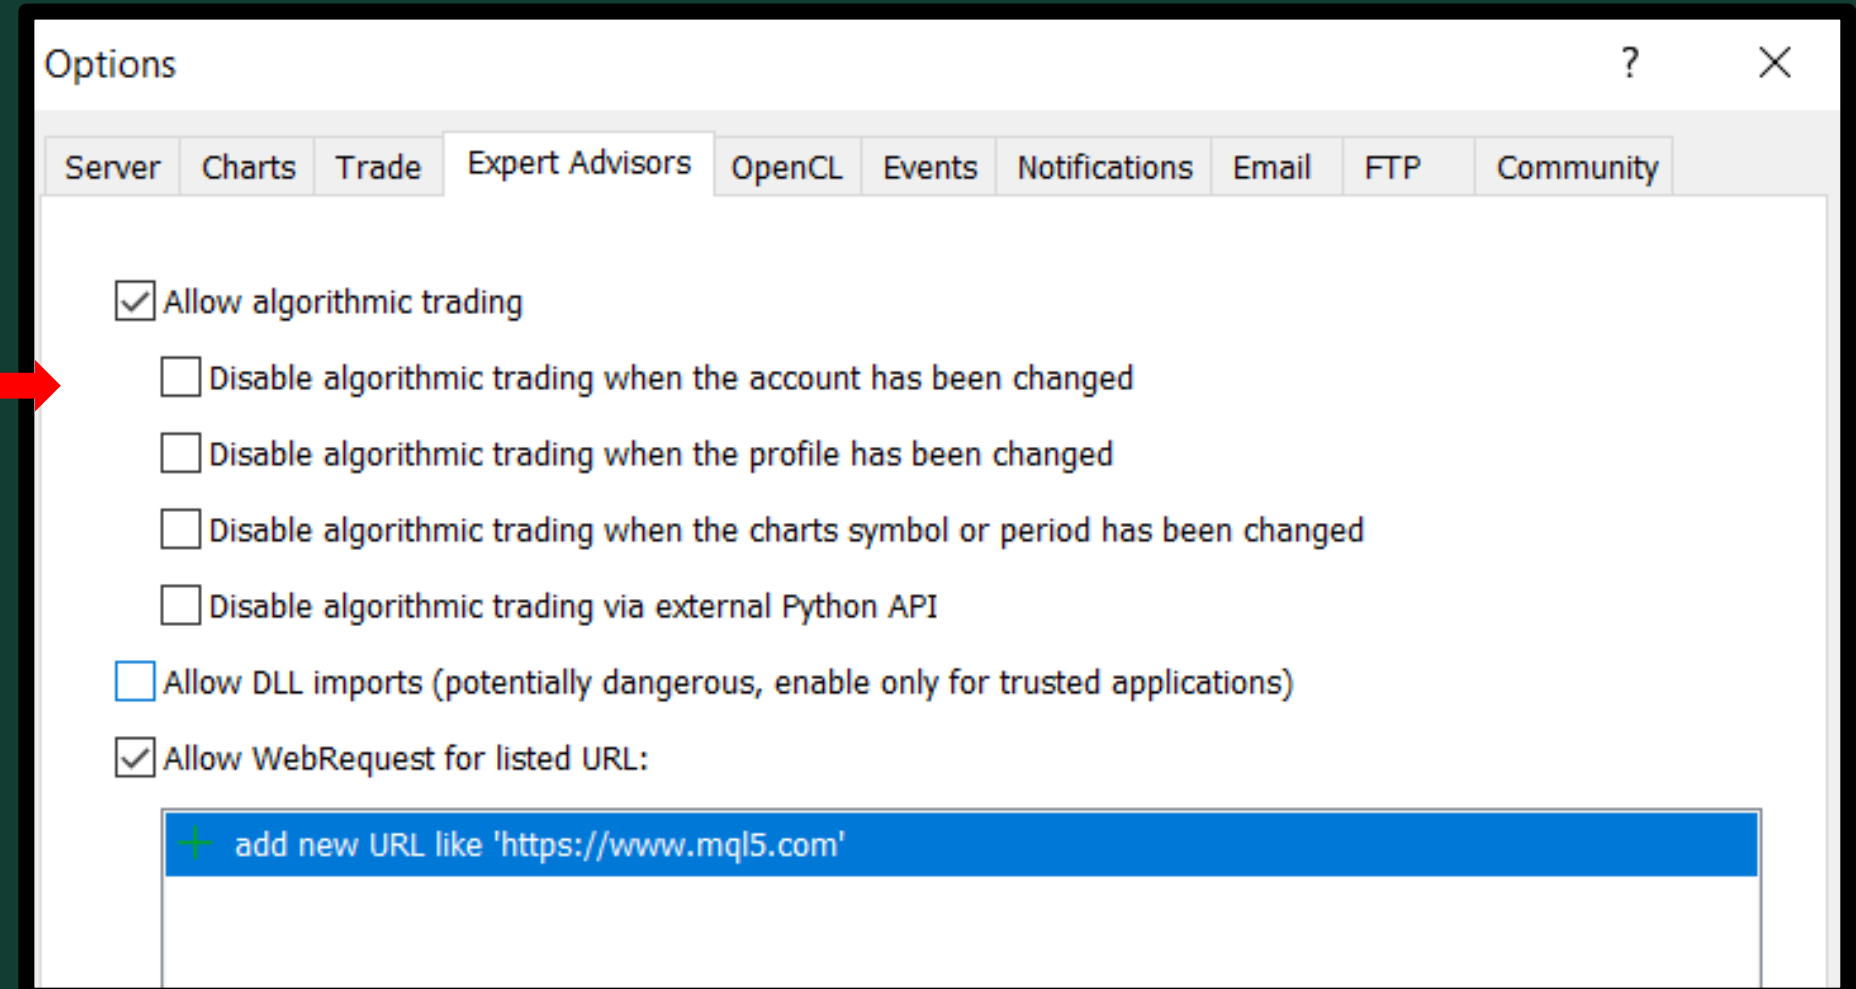 Options ?
Server Charts Trade Expert Advisors OpenCL Events Notifications Email FTP Community
Allow algorithmic trading
Disable algorithmic trading when the account has been changed
Disable algorithmic trading when the profile has been changed
Disable algorithmic trading when the charts symbol or period has been changed
Disable algorithmic trading via external Python API
Allow DLL imports (potentially dangerous, enable only for trusted applications)
Allow WebRequest for listed URL:
add new URL like 'https://www.mql5.com'